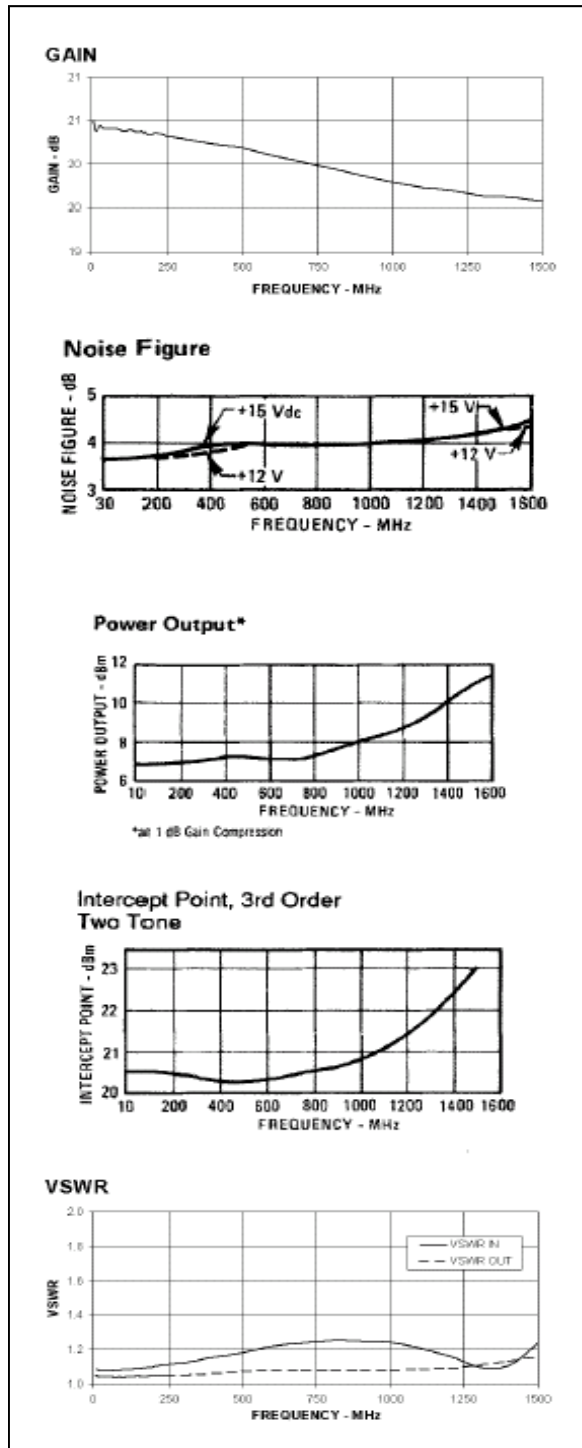 GAIN
21
21
20
20
19
GAIN - dB
0 250 500 750 1000 1250 1500
FREQUENCY - MHz
Noise Figure
5
4
3
NOISE FIGURE - dB
+15 Vdc
+12 V
+15 V
+12 V
30 200 400 600 800 1000 1200 1400 1600
FREQUENCY - MHz
Power Output*
12
10
8
6
POWER OUTPUT - dBm
10 200 400 600 800 1000 1200 1400 1600
FREQUENCY - MHz
*at 1 dB Gain Compression
Intercept Point, 3rd Order
Two Tone
23
22
21
20
INTERCEPT POINT - dBm
10 200 400 600 800 1000 1200 1400 1600
FREQUENCY - MHz
VSWR
2.0
1.8
1.6
1.4
1.2
1.0
VSWR
VSWR IN
VSWR OUT
0 250 500 750 1000 1250 1500
FREQUENCY - MHz